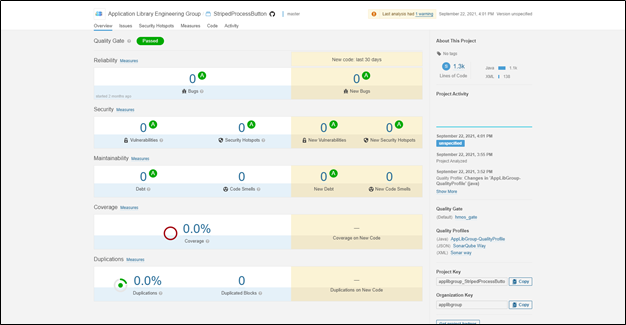 Application Library Engineering Group StripedProcessButton master
Last analysis had 1 warning September 22, 2021, 4:01 PM Version unspecified
Overview Issues Security Hotspots Measures Code Activity
Quality Gate Passed
Reliability Measures
New code: last 30 days
0 A
Bugs
0 A
New Bugs
Security Measures
0 A
Vulnerabilities
0 A
Security Hotspots
0 A
New Vulnerabilities
0 A
New Security Hotspots
Maintainability Measures
0 A
Debt
0
Code Smells
0 A
New Debt
0
New Code Smells
Coverage Measures
0.0%
Coverage
—
Coverage on New Code
Duplications Measures
0.0%
Duplications
0
Duplicated Blocks
—
Duplications on New Code
About This Project
No tags
1.3k
Lines of Code
Java
XML
Project Activity
September 22, 2021, 4:01 PM
unspecified
September 22, 2021, 3:55 PM
Project Analyzed
September 22, 2021, 3:52 PM
Quality Profile: Changes in 'AppLibGroup-
QualityProfile' (Java)
Show More
Quality Gate
(Default) hmos_gate
Quality Profiles
(Java) AppLibGroup-QualityProfile
(JSON) SonarQube Way
(XML) Sonar way
Project Key
applibgroup_StripedProcessButto Copy
Organization Key
applibgroup Copy